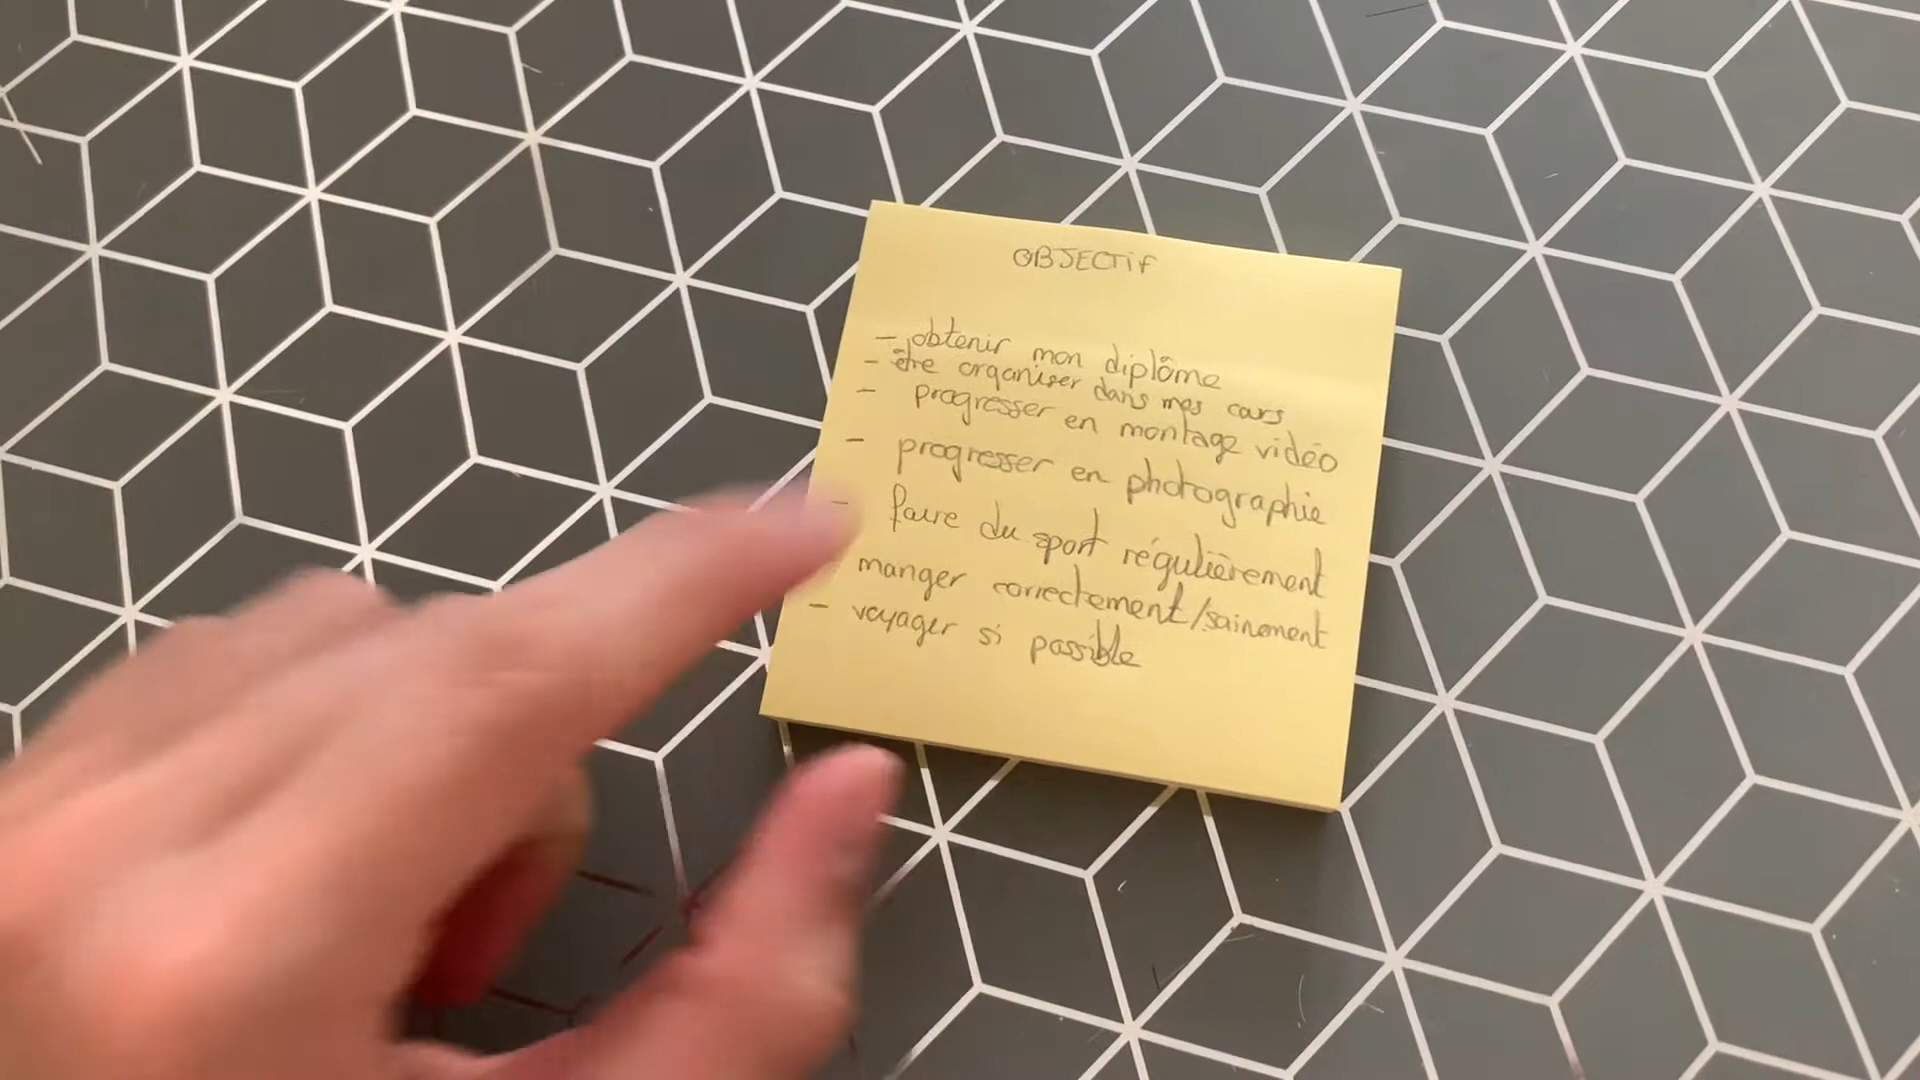 OBJECTif
- obtenir mon diplôme
- être organiser dans mes cours
- progresser en montage vidéo
- progresser en photographie
- faire du sport régulièrement
- manger correctement/sainement
- voyager si possible